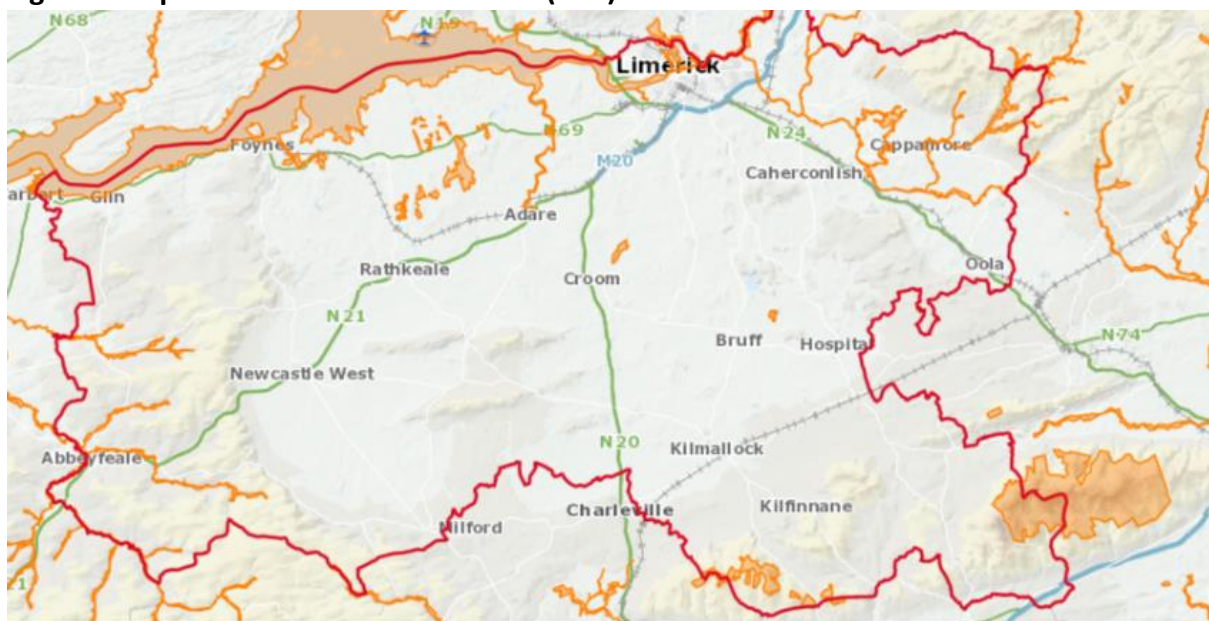 N68
N19
Limerick
N69
N24
Foynes
Cappamore
M20
Caherconlish
Glin
Adare
Rathkeale
Croom
Oola
N21
Bruff
Hospital
N74
Newcastle West
N20
Kilmallock
Abbeyfeale
Charleville
Kilfinnane
Milford